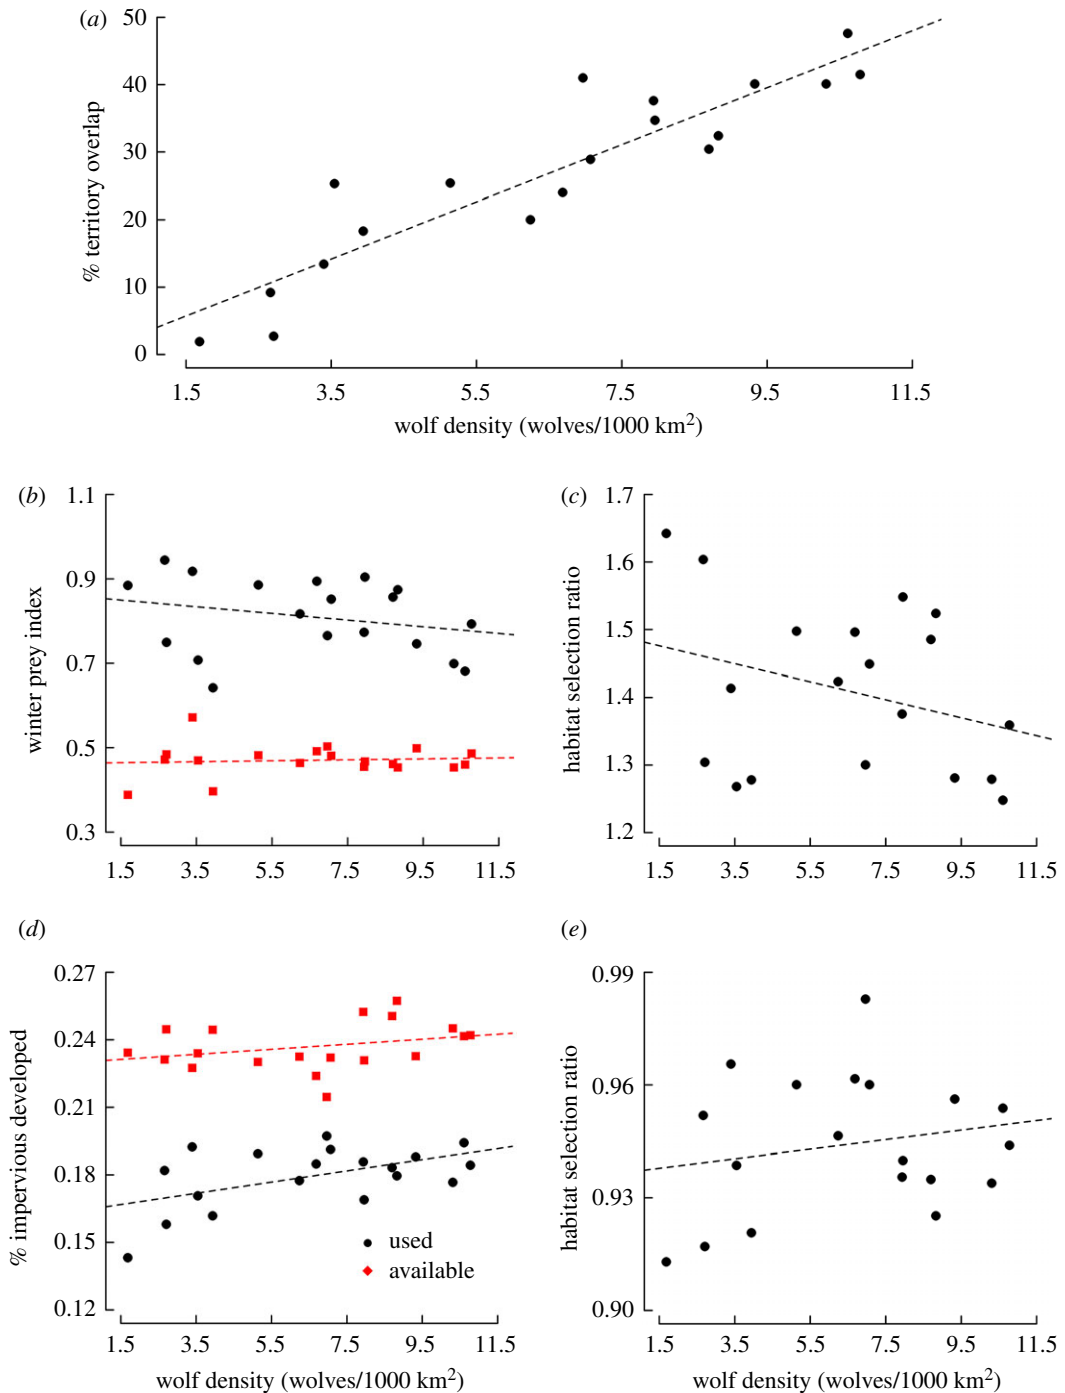 (a)
50
40
30
20
10
0
% territory overlap
1.5 3.5 5.5 7.5 9.5 11.5
wolf density (wolves/1000 km²)
(b)
1.1
0.9
0.7
0.5
0.3
winter prey index
1.5 3.5 5.5 7.5 9.5 11.5
(c)
1.7
1.6
1.5
1.4
1.3
1.2
habitat selection ratio
1.5 3.5 5.5 7.5 9.5 11.5
(d)
0.27
0.24
0.21
0.18
0.15
0.12
% impervious developed
used
available
1.5 3.5 5.5 7.5 9.5 11.5
wolf density (wolves/1000 km²)
(e)
0.99
0.96
0.93
0.90
habitat selection ratio
1.5 3.5 5.5 7.5 9.5 11.5
wolf density (wolves/1000 km²)